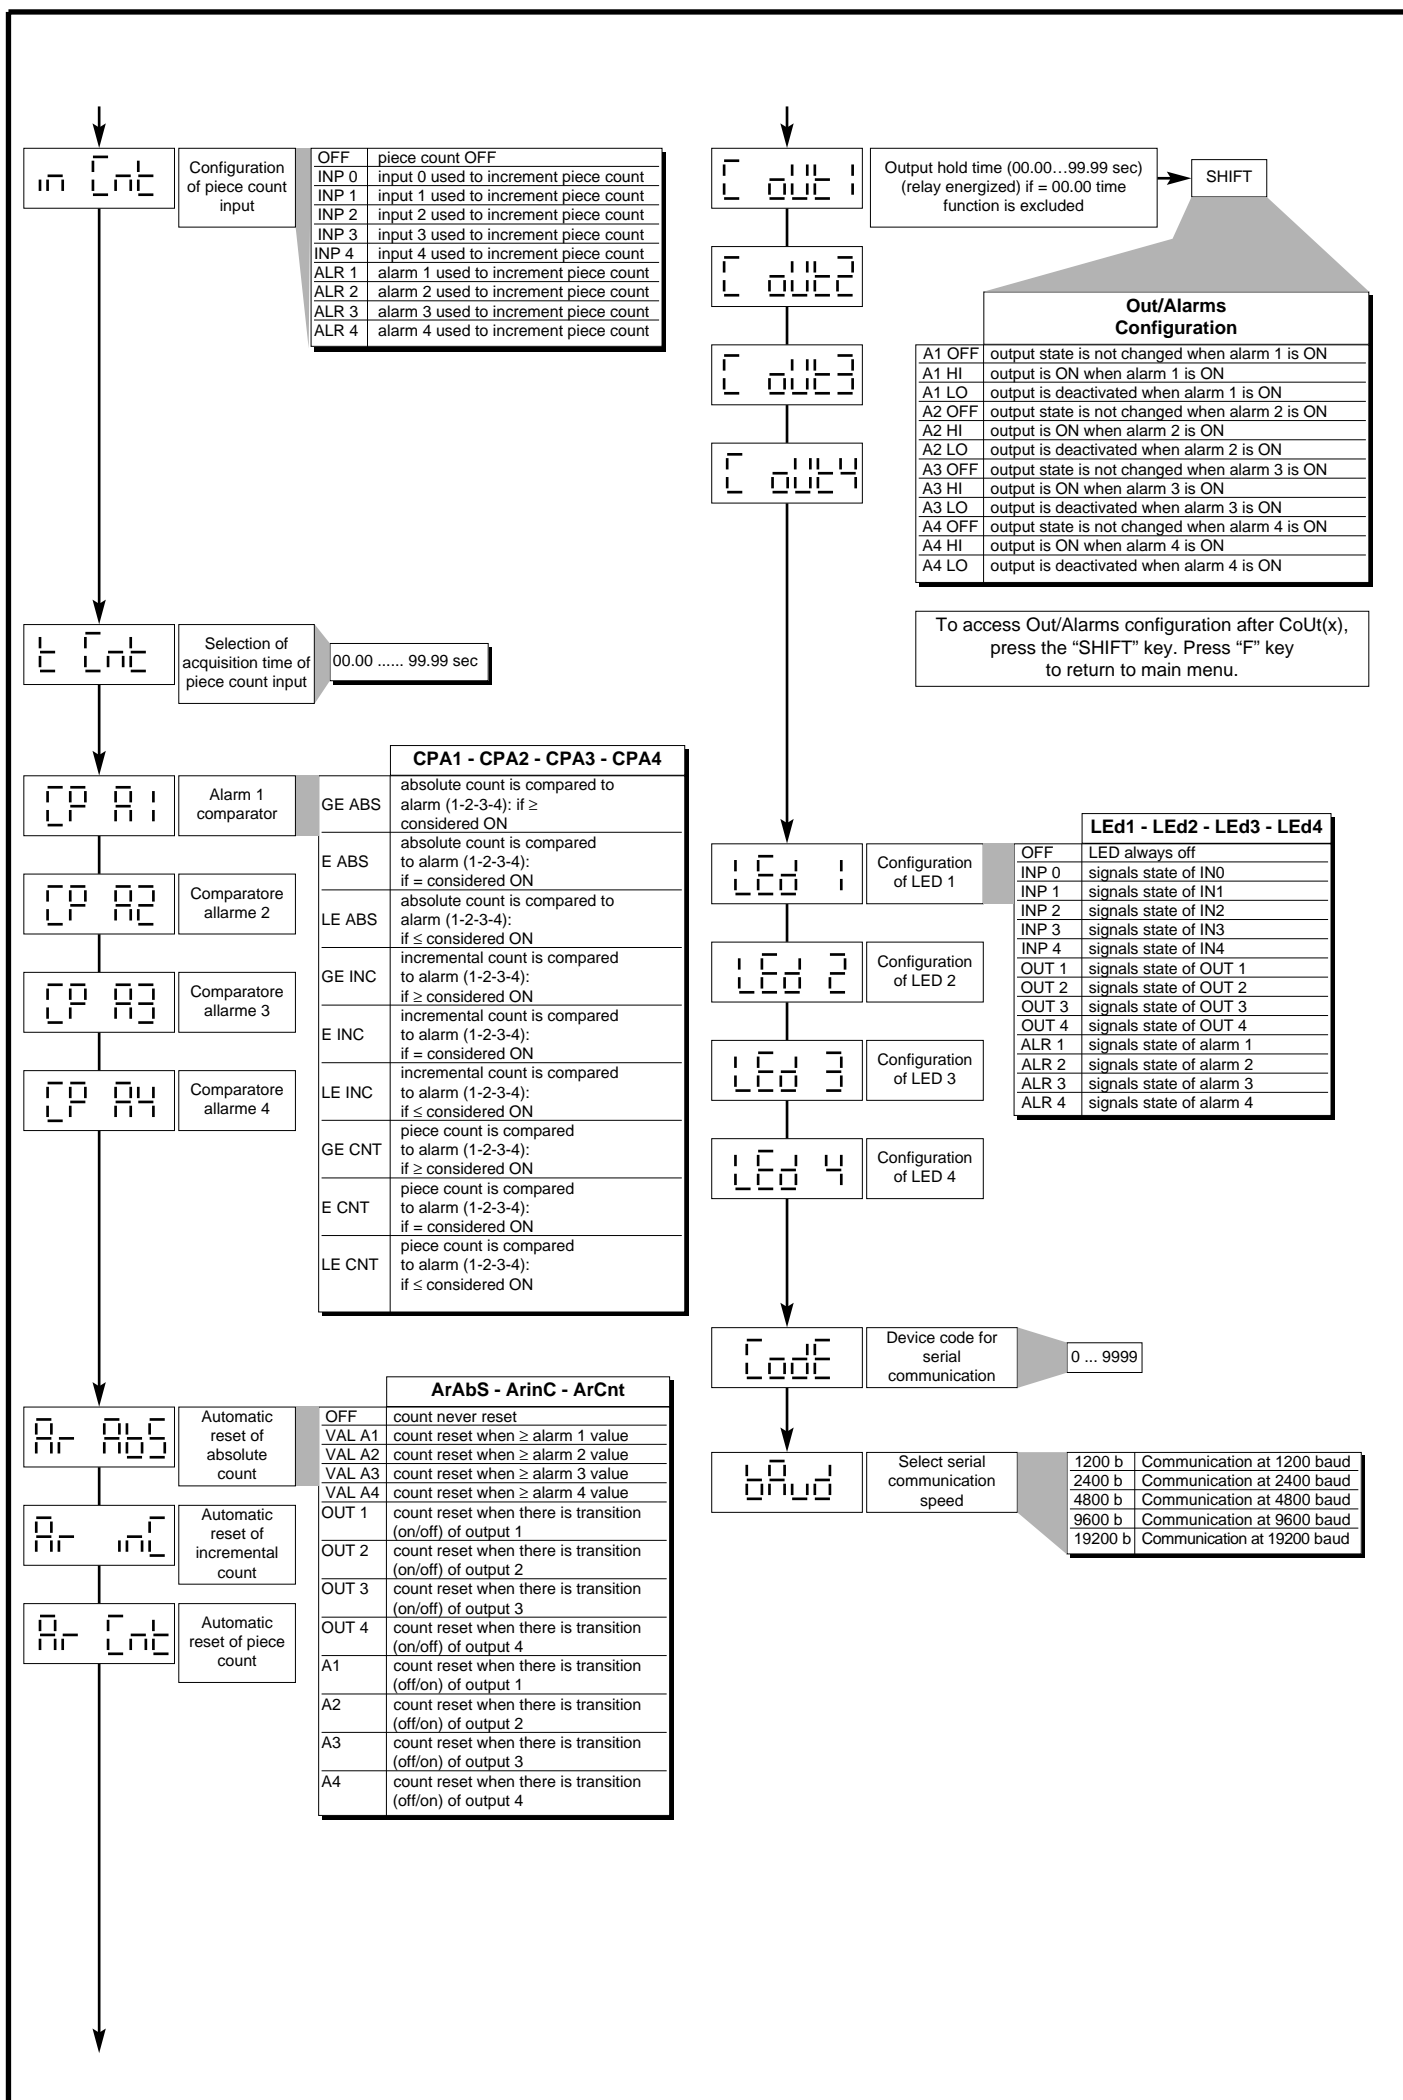 in Cnt
Configuration
of piece count
input
OFF piece count OFF
INP 0 input 0 used to increment piece count
INP 1 input 1 used to increment piece count
INP 2 input 2 used to increment piece count
INP 3 input 3 used to increment piece count
INP 4 input 4 used to increment piece count
ALR 1 alarm 1 used to increment piece count
ALR 2 alarm 2 used to increment piece count
ALR 3 alarm 3 used to increment piece count
ALR 4 alarm 4 used to increment piece count
t Cnt
Selection of
acquisition time of
piece count input
00.00 ...... 99.99 sec
CP A1
Alarm 1
comparator
CP A2
Comparatore
allarme 2
CP A3
Comparatore
allarme 3
CP A4
Comparatore
allarme 4
CPA1 - CPA2 - CPA3 - CPA4
GE ABS
absolute count is compared to
alarm (1-2-3-4): if ≥
considered ON
E ABS
absolute count is compared
to alarm (1-2-3-4):
if = considered ON
LE ABS
absolute count is compared to
alarm (1-2-3-4):
if ≤ considered ON
GE INC
incremental count is compared
to alarm (1-2-3-4):
if ≥ considered ON
E INC
incremental count is compared
to alarm (1-2-3-4):
if = considered ON
LE INC
incremental count is compared
to alarm (1-2-3-4):
if ≤ considered ON
GE CNT
piece count is compared
to alarm (1-2-3-4):
if ≥ considered ON
E CNT
piece count is compared
to alarm (1-2-3-4):
if = considered ON
LE CNT
piece count is compared
to alarm (1-2-3-4):
if ≤ considered ON
Ar AbS
Automatic
reset of
absolute
count
Ar inC
Automatic
reset of
incremental
count
Ar Cnt
Automatic
reset of piece
count
ArAbS - ArinC - ArCnt
OFF count never reset
VAL A1 count reset when ≥ alarm 1 value
VAL A2 count reset when ≥ alarm 2 value
VAL A3 count reset when ≥ alarm 3 value
VAL A4 count reset when ≥ alarm 4 value
OUT 1 count reset when there is transition
(on/off) of output 1
OUT 2 count reset when there is transition
(on/off) of output 2
OUT 3 count reset when there is transition
(on/off) of output 3
OUT 4 count reset when there is transition
(on/off) of output 4
A1 count reset when there is transition
(off/on) of output 1
A2 count reset when there is transition
(off/on) of output 2
A3 count reset when there is transition
(off/on) of output 3
A4 count reset when there is transition
(off/on) of output 4
C oUt1
Output hold time (00.00…99.99 sec)
(relay energized) if = 00.00 time
function is excluded
SHIFT
C oUt2
C oUt3
C oUt4
Out/Alarms
Configuration
A1 OFF output state is not changed when alarm 1 is ON
A1 HI output is ON when alarm 1 is ON
A1 LO output is deactivated when alarm 1 is ON
A2 OFF output state is not changed when alarm 2 is ON
A2 HI output is ON when alarm 2 is ON
A2 LO output is deactivated when alarm 2 is ON
A3 OFF output state is not changed when alarm 3 is ON
A3 HI output is ON when alarm 3 is ON
A3 LO output is deactivated when alarm 3 is ON
A4 OFF output state is not changed when alarm 4 is ON
A4 HI output is ON when alarm 4 is ON
A4 LO output is deactivated when alarm 4 is ON
To access Out/Alarms configuration after CoUt(x),
press the “SHIFT” key. Press “F” key
to return to main menu.
LEd 1
Configuration
of LED 1
LEd 2
Configuration
of LED 2
LEd 3
Configuration
of LED 3
LEd 4
Configuration
of LED 4
LEd1 - LEd2 - LEd3 - LEd4
OFF LED always off
INP 0 signals state of IN0
INP 1 signals state of IN1
INP 2 signals state of IN2
INP 3 signals state of IN3
INP 4 signals state of IN4
OUT 1 signals state of OUT 1
OUT 2 signals state of OUT 2
OUT 3 signals state of OUT 3
OUT 4 signals state of OUT 4
ALR 1 signals state of alarm 1
ALR 2 signals state of alarm 2
ALR 3 signals state of alarm 3
ALR 4 signals state of alarm 4
CodE
Device code for
serial
communication
0 ... 9999
bAud
Select serial
communication
speed
1200 b Communication at 1200 baud
2400 b Communication at 2400 baud
4800 b Communication at 4800 baud
9600 b Communication at 9600 baud
19200 b Communication at 19200 baud